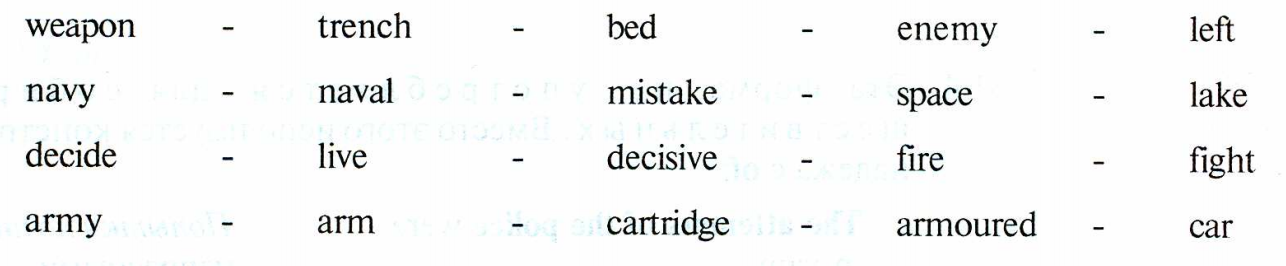 weapon - trench - bed - enemy - left
navy - naval - mistake - space - lake
decide - live - decisive - fire - fight
army - arm - cartridge - armoured - car